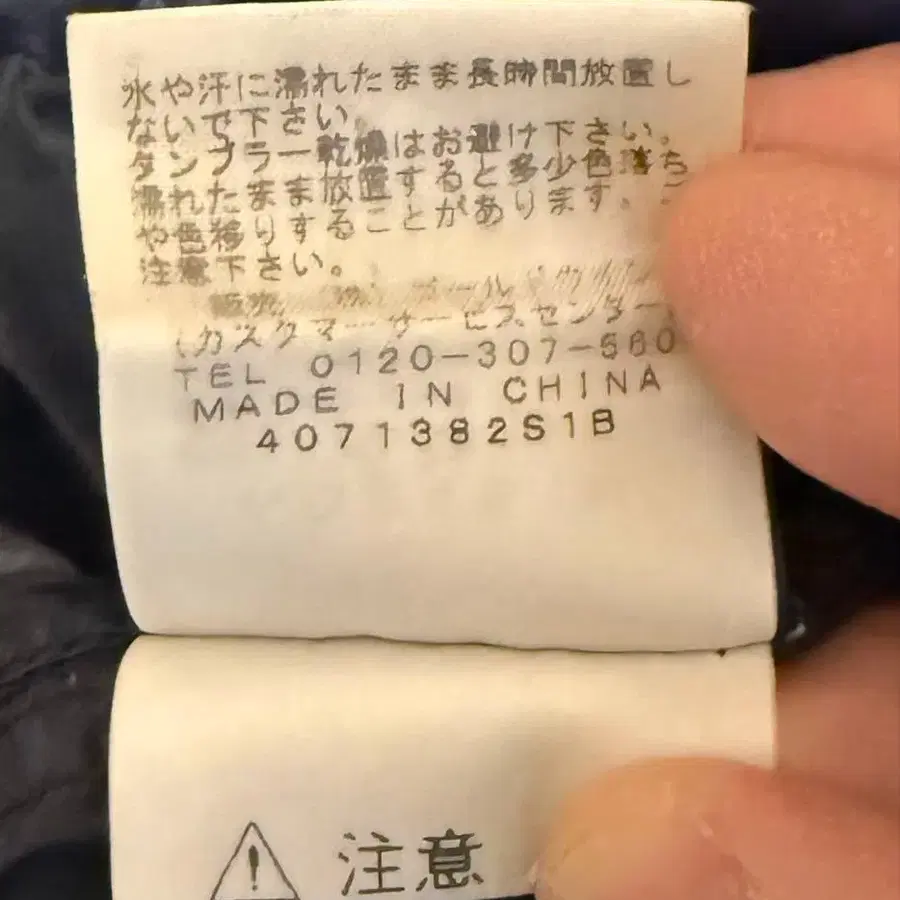 水や汗に濡れたまま長時間放置し
ないで下さい。
タンブラー乾燥はお避け下さい。
濡れたまま放置すると多少色落ち
や色移りすることがあります。ご
注意下さい。
(カスタマーサービスセンター)
TEL 0120-307-560
MADE IN CHINA
4071382S1B
注意